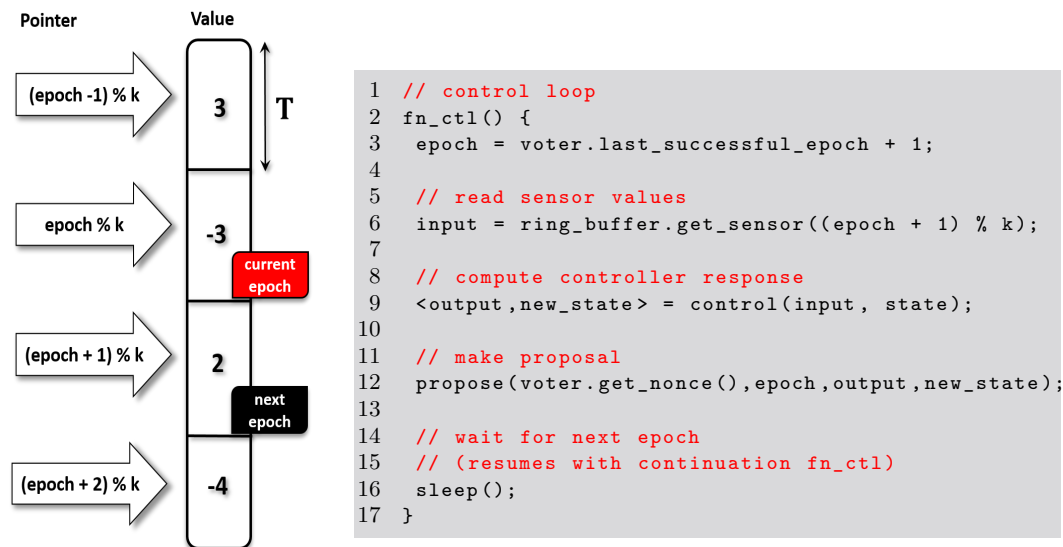 Pointer
Value
(epoch -1) % k
3
T
epoch % k
-3
current
epoch
(epoch + 1) % k
2
next
epoch
(epoch + 2) % k
-4
1 // control loop
2 fn_ctl() {
3 epoch = voter.last_successful_epoch + 1;
4
5 // read sensor values
6 input = ring_buffer.get_sensor((epoch + 1) % k);
7
8 // compute controller response
9 <output,new_state> = control(input, state);
10
11 // make proposal
12 propose(voter.get_nonce(),epoch,output,new_state);
13
14 // wait for next epoch
15 // (resumes with continuation fn_ctl)
16 sleep();
17 }